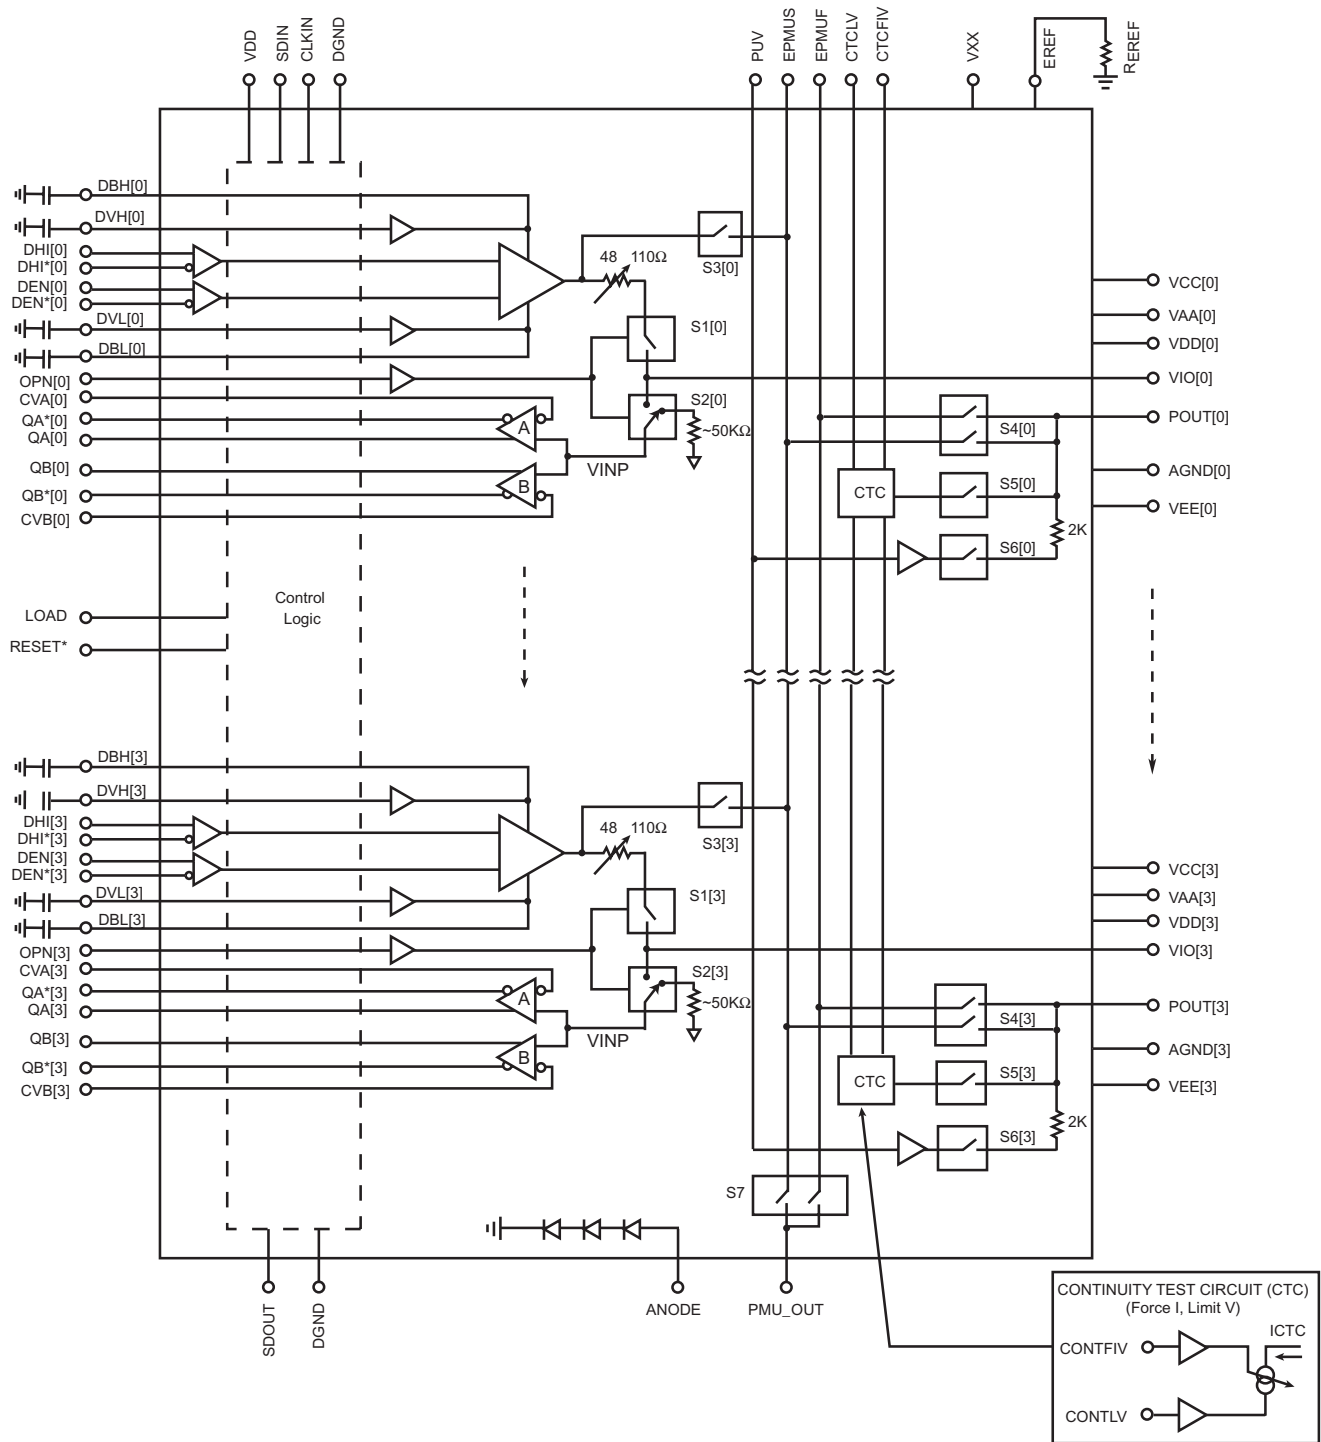 VDD
SDIN
CLKIN
DGND
PUV
EPMUS
EPMUF
CTCLV
CTCFIV
VXX
EREF
REREF
DBH[0]
DVH[0]
DHI[0]
DHI*[0]
DEN[0]
DEN*[0]
DVL[0]
DBL[0]
OPN[0]
CVA[0]
QA*[0]
QA[0]
QB[0]
QB*[0]
CVB[0]
48 110Ω
S3[0]
S1[0]
S2[0]
~50KΩ
A
B
VINP
S4[0]
CTC
S5[0]
S6[0]
2K
VCC[0]
VAA[0]
VDD[0]
VIO[0]
POUT[0]
AGND[0]
VEE[0]
LOAD
RESET*
Control
Logic
DBH[3]
DVH[3]
DHI[3]
DHI*[3]
DEN[3]
DEN*[3]
DVL[3]
DBL[3]
OPN[3]
CVA[3]
QA*[3]
QA[3]
QB[3]
QB*[3]
CVB[3]
48 110Ω
S3[3]
S1[3]
S2[3]
~50KΩ
A
B
VINP
S4[3]
CTC
S5[3]
S6[3]
2K
VCC[3]
VAA[3]
VDD[3]
VIO[3]
POUT[3]
AGND[3]
VEE[3]
S7
SDOUT
DGND
ANODE
PMU_OUT
CONTINUITY TEST CIRCUIT (CTC)
(Force I, Limit V)
ICTC
CONTFIV
CONTLV